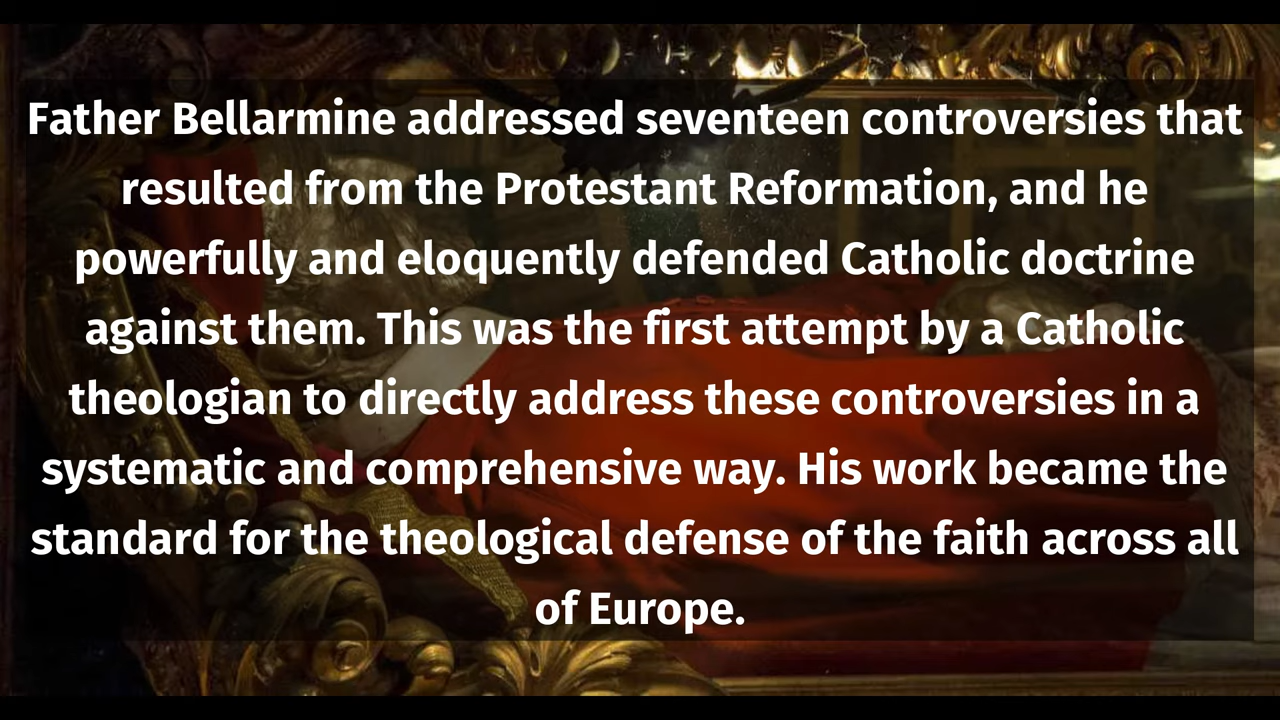 Father Bellarmine addressed seventeen controversies that
resulted from the Protestant Reformation, and he
powerfully and eloquently defended Catholic doctrine
against them. This was the first attempt by a Catholic
theologian to directly address these controversies in a
systematic and comprehensive way. His work became the
standard for the theological defense of the faith across all
of Europe.